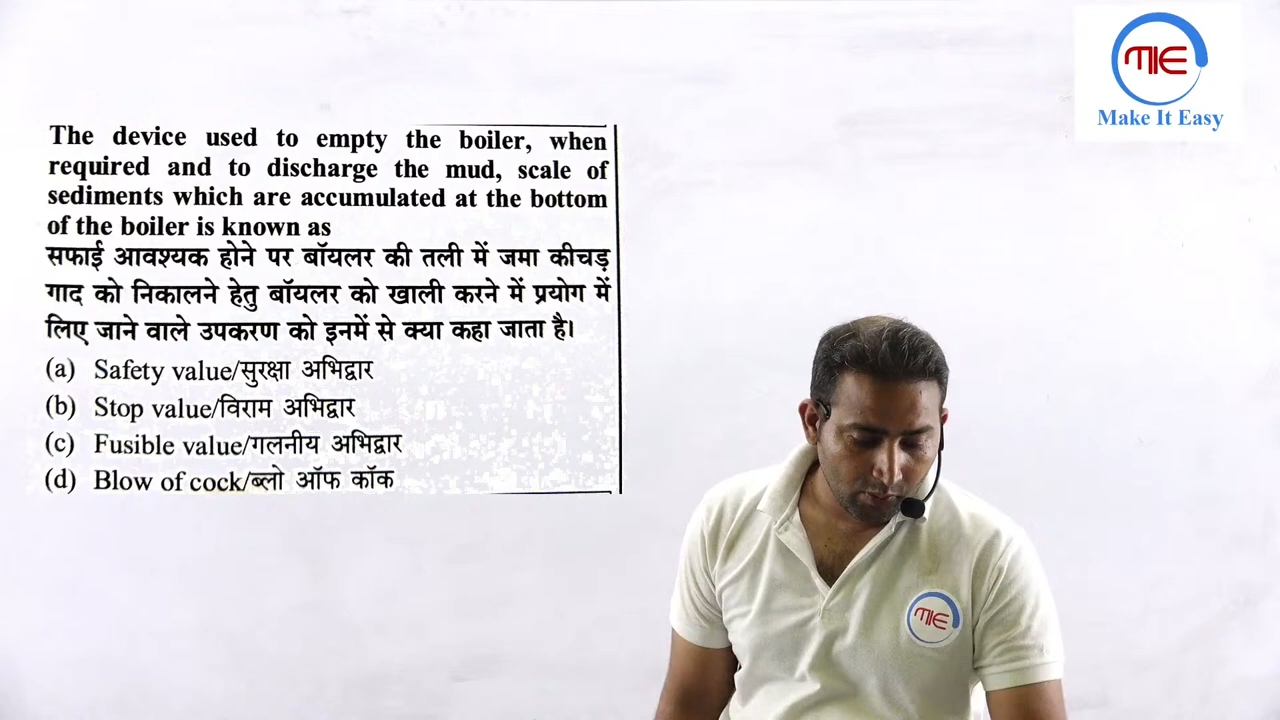 MIE
Make It Easy
The device used to empty the boiler, when
required and to discharge the mud, scale of
sediments which are accumulated at the bottom
of the boiler is known as
सफाई आवश्यक होने पर बॉयलर की तली में जमा कीचड़
गाद को निकालने हेतु बॉयलर को खाली करने में प्रयोग में
लिए जाने वाले उपकरण को इनमें से क्या कहा जाता है।
(a) Safety value/सुरक्षा अभिद्वार
(b) Stop value/विराम अभिद्वार
(c) Fusible value/गलनीय अभिद्वार
(d) Blow of cock/ब्लो ऑफ कॉक
MIE